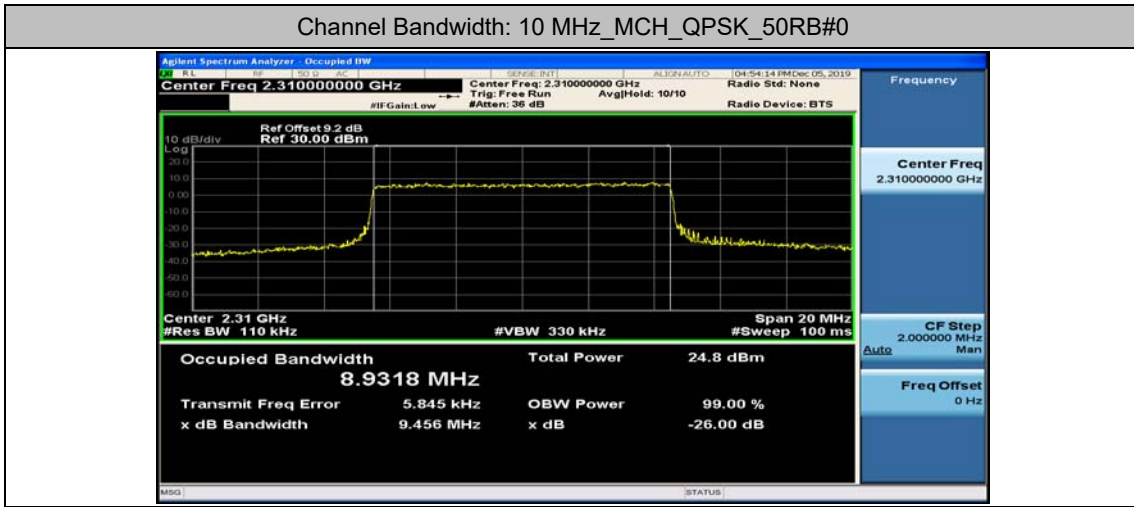 Channel Bandwidth: 10 MHz_MCH_QPSK_50RB#0
Agilent Spectrum Analyzer - Occupied BW
LXI RL RF 50 Ω AC SENSE:INT ALIGN AUTO 04:54:14 PM Dec 05, 2019
Center Freq 2.310000000 GHz
Center Freq: 2.310000000 GHz Radio Std: None
Trig: Free Run Avg|Hold: 10/10
#IFGain:Low #Atten: 36 dB Radio Device: BTS
Ref Offset 9.2 dB
10 dB/div Ref 30.00 dBm
Log
20.0
10.0
0.00
-10.0
-20.0
-30.0
-40.0
-50.0
-60.0
Center 2.31 GHz Span 20 MHz
#Res BW 110 kHz #VBW 330 kHz #Sweep 100 ms
Occupied Bandwidth Total Power 24.8 dBm
8.9318 MHz
Transmit Freq Error 5.845 kHz OBW Power 99.00 %
x dB Bandwidth 9.456 MHz x dB -26.00 dB
MSG STATUS
Frequency
Center Freq
2.310000000 GHz
CF Step
2.000000 MHz
Auto Man
Freq Offset
0 Hz